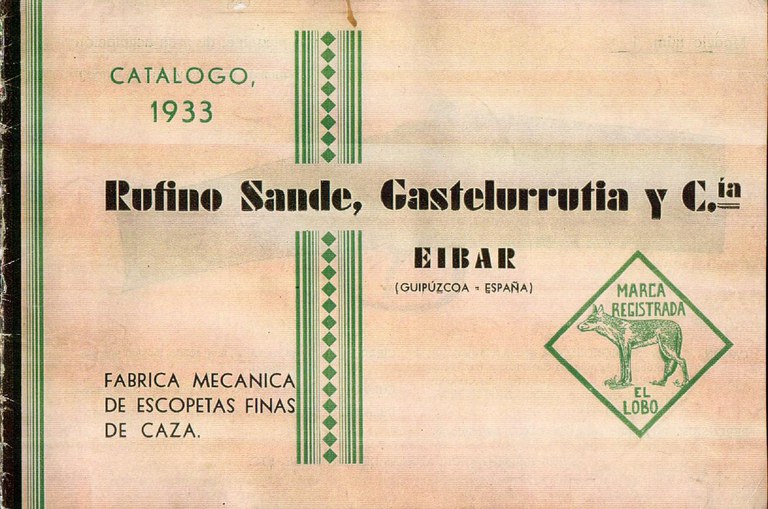 CATALOGO,
1933
Rufino Sande, Gastelurrutia y C.ía
EIBAR
(GUIPÚZCOA - ESPAÑA)
MARCA
REGISTRADA
EL
LOBO
FABRICA MECANICA
DE ESCOPETAS FINAS
DE CAZA.